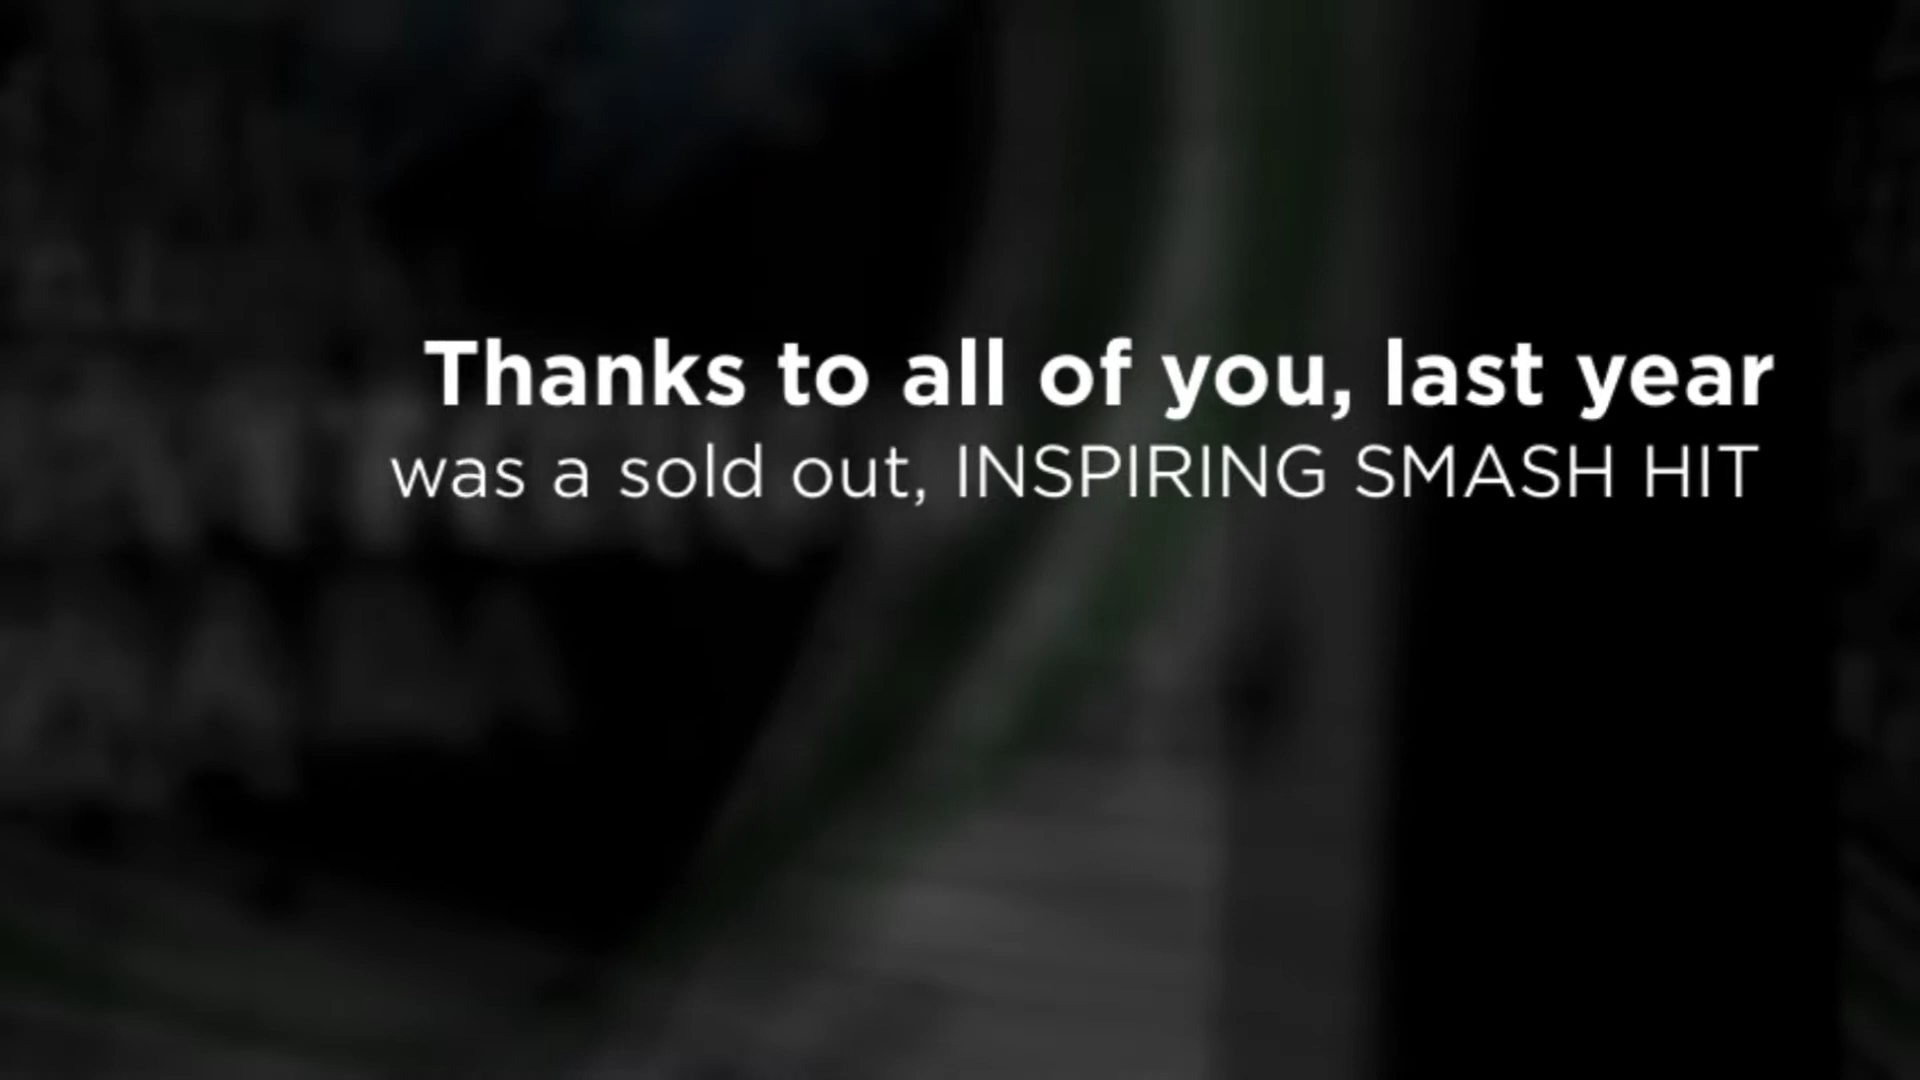 Thanks to all of you, last year
was a sold out, INSPIRING SMASH HIT